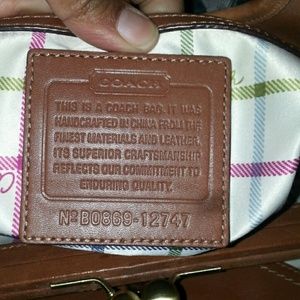 COACH
THIS IS A COACH BAG. IT WAS
HANDCRAFTED IN CHINA FROM THE
FINEST MATERIALS AND LEATHER.
ITS SUPERIOR CRAFTSMANSHIP
REFLECTS OUR COMMITMENT TO
ENDURING QUALITY.
Nº B0869-12747